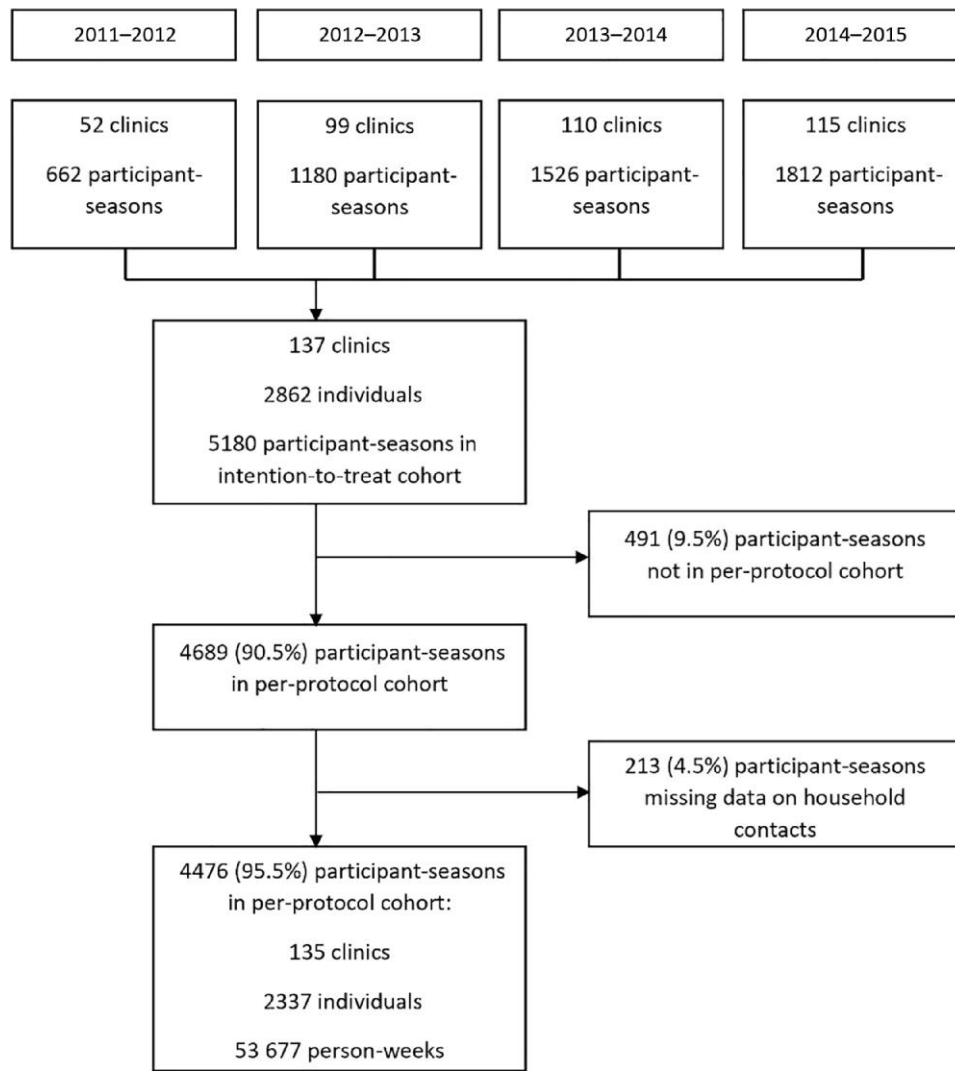 2011–2012
2012–2013
2013–2014
2014–2015
52 clinics
662 participant-
seasons
99 clinics
1180 participant-
seasons
110 clinics
1526 participant-
seasons
115 clinics
1812 participant-
seasons
137 clinics
2862 individuals
5180 participant-seasons in
intention-to-treat cohort
491 (9.5%) participant-seasons
not in per-protocol cohort
4689 (90.5%) participant-seasons
in per-protocol cohort
213 (4.5%) participant-seasons
missing data on household
contacts
4476 (95.5%) participant-seasons
in per-protocol cohort:
135 clinics
2337 individuals
53 677 person-weeks